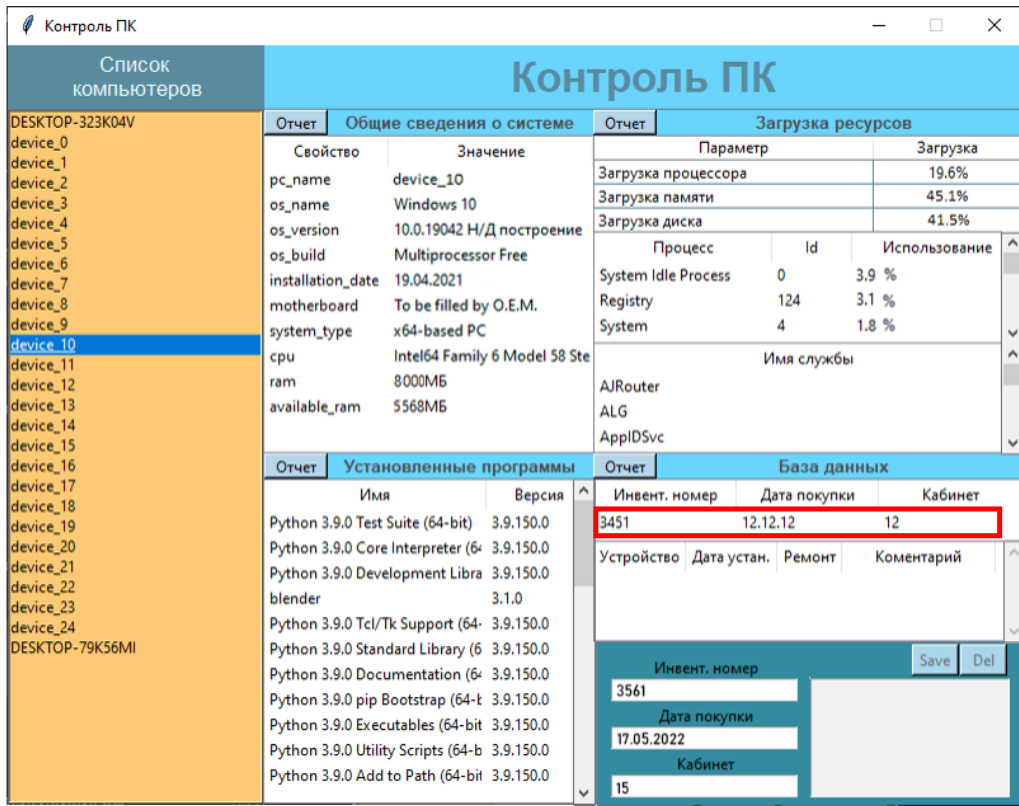 Контроль ПК
Список
компьютеров
Контроль ПК
DESKTOP-323K04V
device_0
device_1
device_2
device_3
device_4
device_5
device_6
device_7
device_8
device_9
device_10
device_11
device_12
device_13
device_14
device_15
device_16
device_17
device_18
device_19
device_20
device_21
device_22
device_23
device_24
DESKTOP-79K56MI
Отчет Общие сведения о системе
Свойство Значение
pc_name device_10
os_name Windows 10
os_version 10.0.19042 Н/Д построение
os_build Multiprocessor Free
installation_date 19.04.2021
motherboard To be filled by O.E.M.
system_type x64-based PC
cpu Intel64 Family 6 Model 58 Ste
ram 8000МБ
available_ram 5568МБ
Отчет Загрузка ресурсов
Параметр Загрузка
Загрузка процессора 19.6%
Загрузка памяти 45.1%
Загрузка диска 41.5%
Процесс Id Использование
System Idle Process 0 3.9 %
Registry 124 3.1 %
System 4 1.8 %
Имя службы
AJRouter
ALG
AppIDSvc
Отчет Установленные программы
Имя Версия
Python 3.9.0 Test Suite (64-bit) 3.9.150.0
Python 3.9.0 Core Interpreter (64 3.9.150.0
Python 3.9.0 Development Libra 3.9.150.0
blender 3.1.0
Python 3.9.0 Tcl/Tk Support (64- 3.9.150.0
Python 3.9.0 Standard Library (6 3.9.150.0
Python 3.9.0 Documentation (64 3.9.150.0
Python 3.9.0 pip Bootstrap (64-b 3.9.150.0
Python 3.9.0 Executables (64-bit 3.9.150.0
Python 3.9.0 Utility Scripts (64-b 3.9.150.0
Python 3.9.0 Add to Path (64-bit 3.9.150.0
Отчет База данных
Инвент. номер Дата покупки Кабинет
3451 12.12.12 12
Устройство Дата устан. Ремонт Коментарий
Save Del
Инвент. номер
3561
Дата покупки
17.05.2022
Кабинет
15